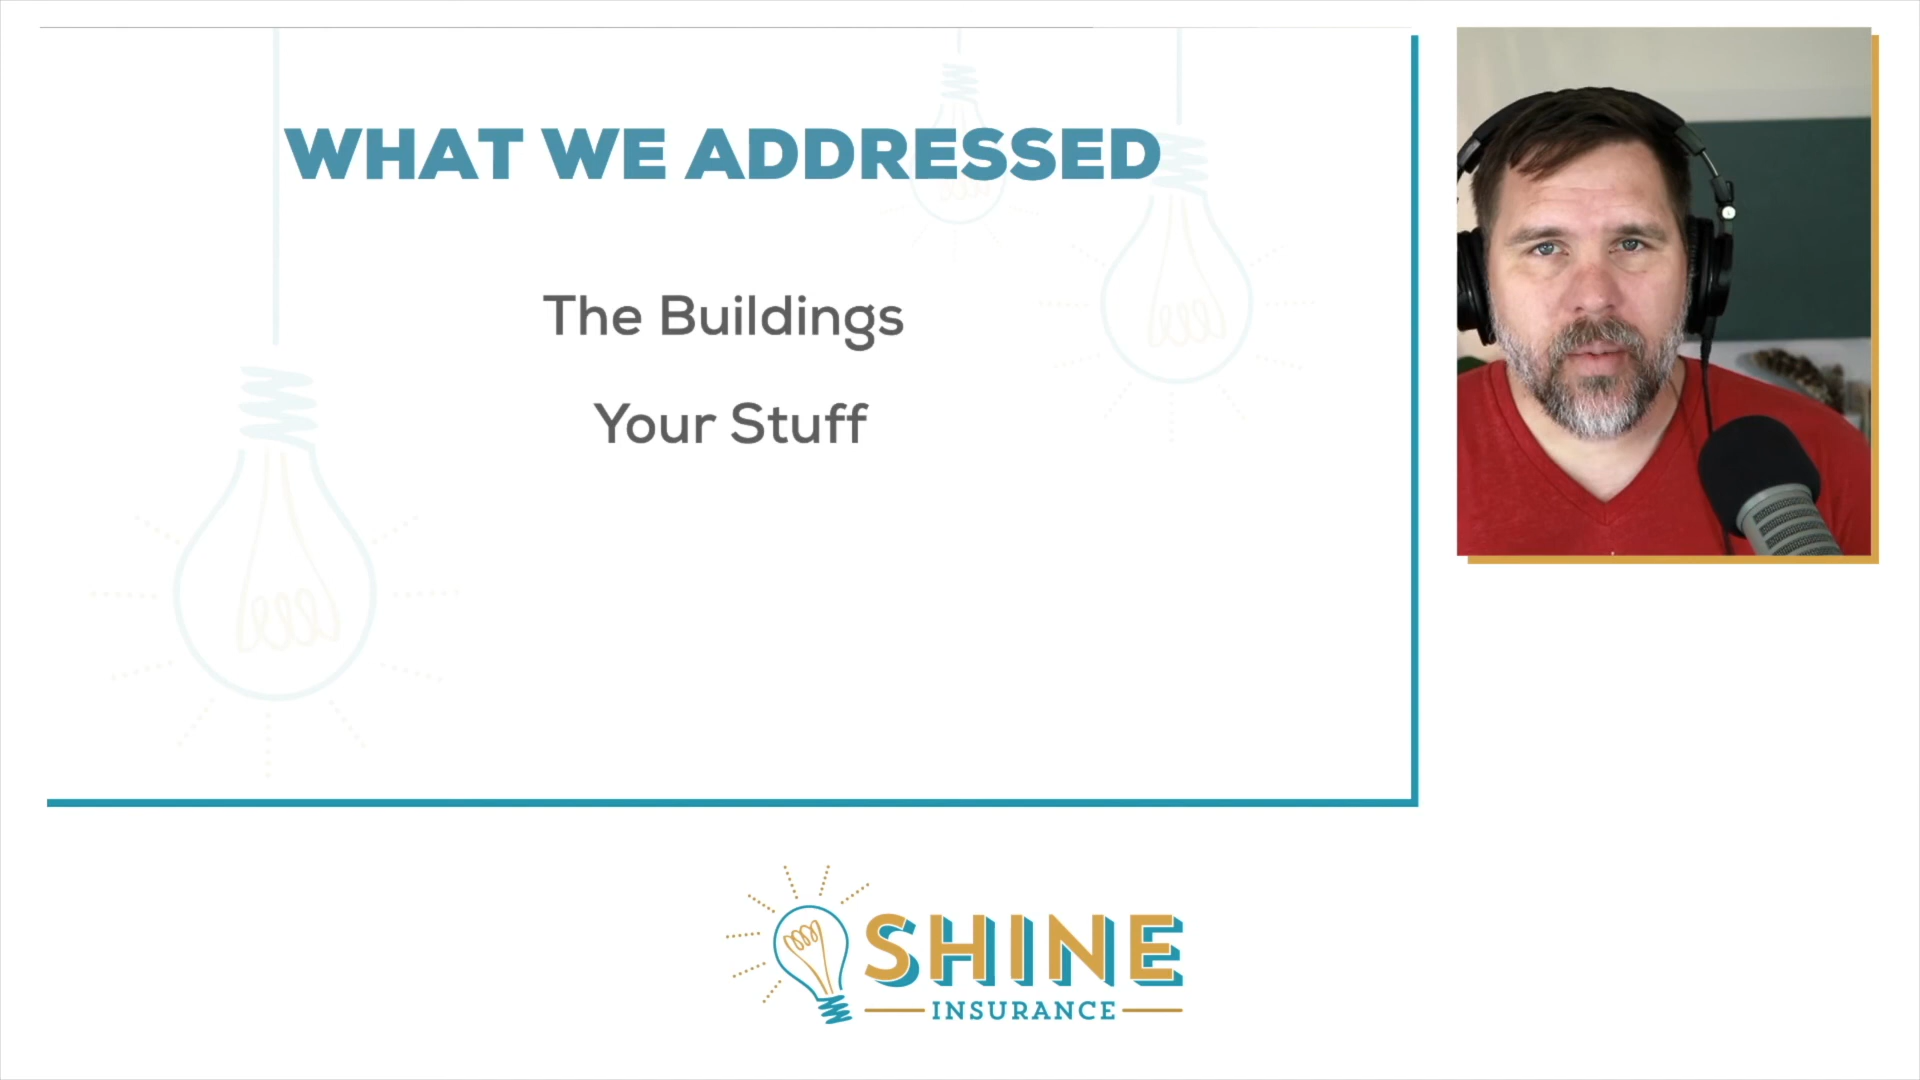 WHAT WE ADDRESSED
The Buildings
Your Stuff
SHINE
INSURANCE